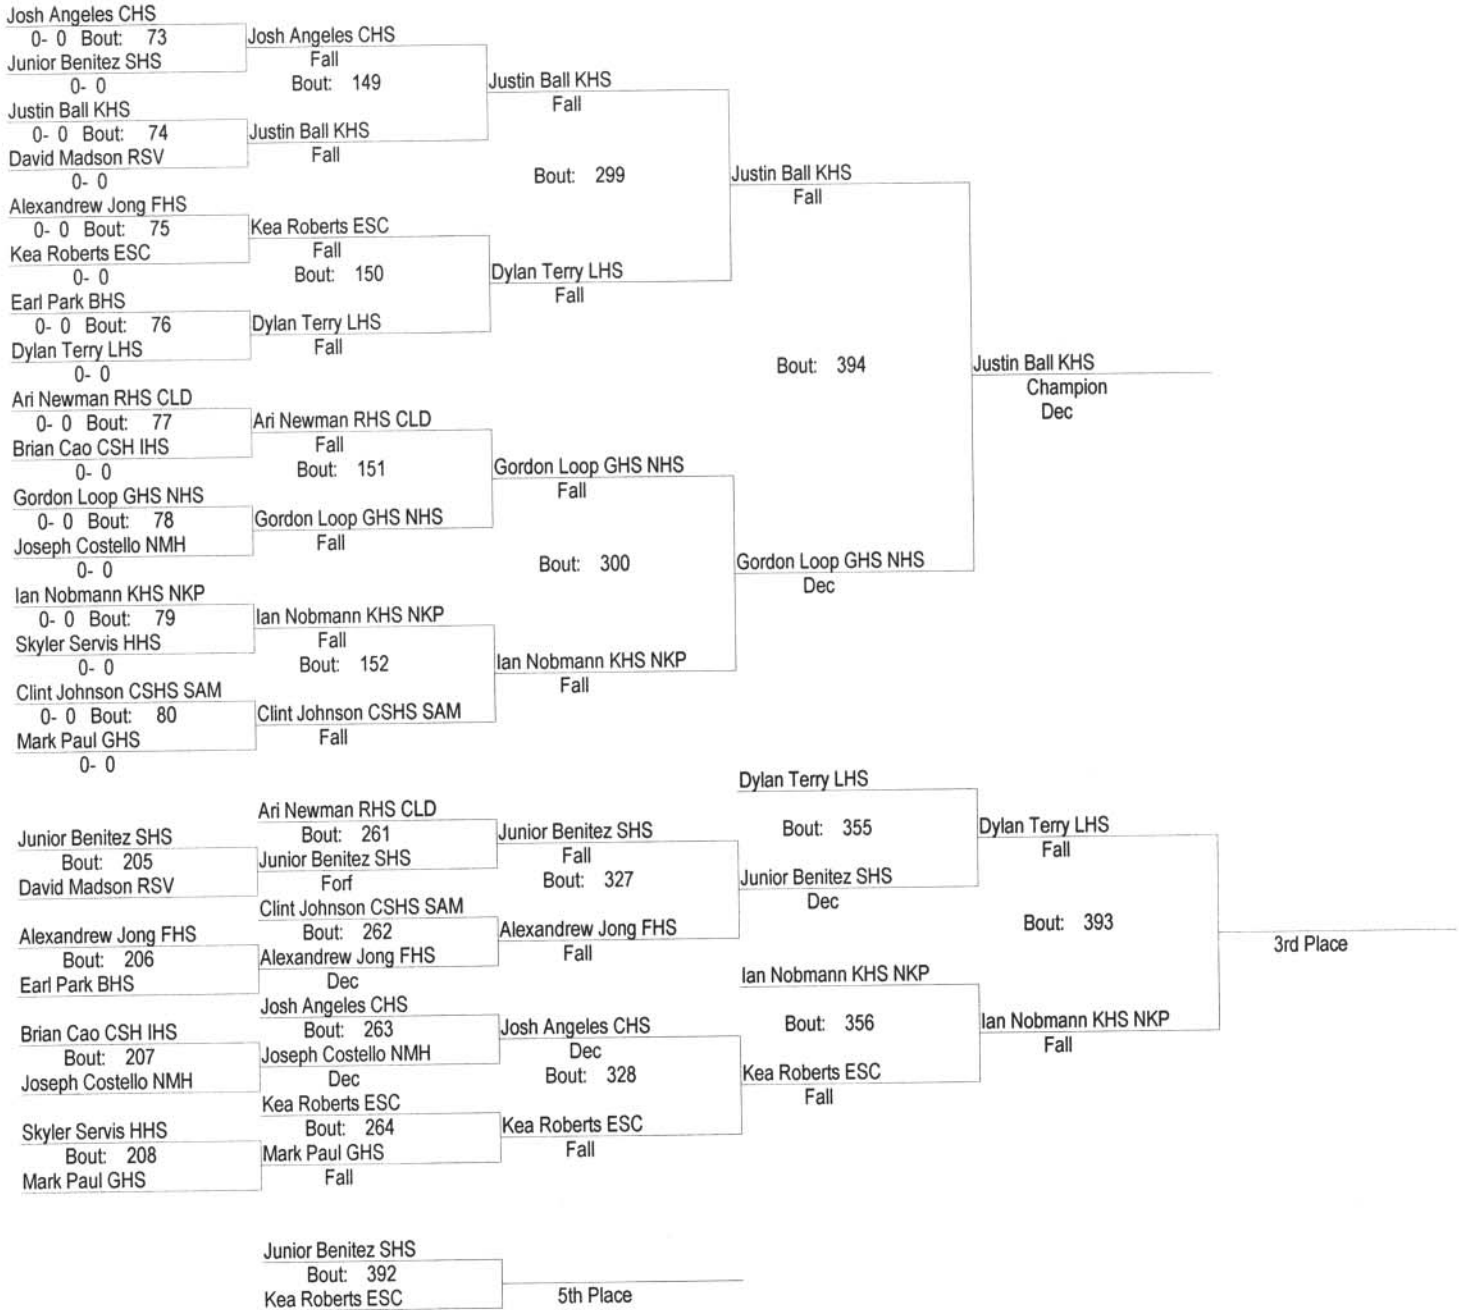 Josh Angeles CHS
0- 0 Bout: 73
Junior Benitez SHS
0- 0
Justin Ball KHS
0- 0 Bout: 74
David Madson RSV
0- 0
Alexandrew Jong FHS
0- 0 Bout: 75
Kea Roberts ESC
0- 0
Earl Park BHS
0- 0 Bout: 76
Dylan Terry LHS
0- 0
Ari Newman RHS CLD
0- 0 Bout: 77
Brian Cao CSH IHS
0- 0
Gordon Loop GHS NHS
0- 0 Bout: 78
Joseph Costello NMH
0- 0
Ian Nobmann KHS NKP
0- 0 Bout: 79
Skyler Servis HHS
0- 0
Clint Johnson CSHS SAM
0- 0 Bout: 80
Mark Paul GHS
0- 0
Josh Angeles CHS
Fall
Bout: 149
Justin Ball KHS
Fall
Kea Roberts ESC
Fall
Bout: 150
Dylan Terry LHS
Fall
Ari Newman RHS CLD
Fall
Bout: 151
Gordon Loop GHS NHS
Fall
Ian Nobmann KHS NKP
Fall
Bout: 152
Clint Johnson CSHS SAM
Fall
Justin Ball KHS
Fall
Bout: 299
Dylan Terry LHS
Fall
Gordon Loop GHS NHS
Fall
Bout: 300
Ian Nobmann KHS NKP
Fall
Justin Ball KHS
Fall
Bout: 394
Gordon Loop GHS NHS
Dec
Justin Ball KHS
Champion
Dec
Junior Benitez SHS
Bout: 205
David Madson RSV
Alexandrew Jong FHS
Bout: 206
Earl Park BHS
Brian Cao CSH IHS
Bout: 207
Joseph Costello NMH
Skyler Servis HHS
Bout: 208
Mark Paul GHS
Ari Newman RHS CLD
Bout: 261
Junior Benitez SHS
Forf
Clint Johnson CSHS SAM
Bout: 262
Alexandrew Jong FHS
Dec
Josh Angeles CHS
Bout: 263
Joseph Costello NMH
Dec
Kea Roberts ESC
Bout: 264
Mark Paul GHS
Fall
Junior Benitez SHS
Fall
Bout: 327
Alexandrew Jong FHS
Fall
Josh Angeles CHS
Dec
Bout: 328
Kea Roberts ESC
Fall
Dylan Terry LHS
Bout: 355
Junior Benitez SHS
Dec
Ian Nobmann KHS NKP
Bout: 356
Kea Roberts ESC
Fall
Dylan Terry LHS
Fall
Bout: 393
Ian Nobmann KHS NKP
Fall
3rd Place
Junior Benitez SHS
Bout: 392
Kea Roberts ESC
5th Place